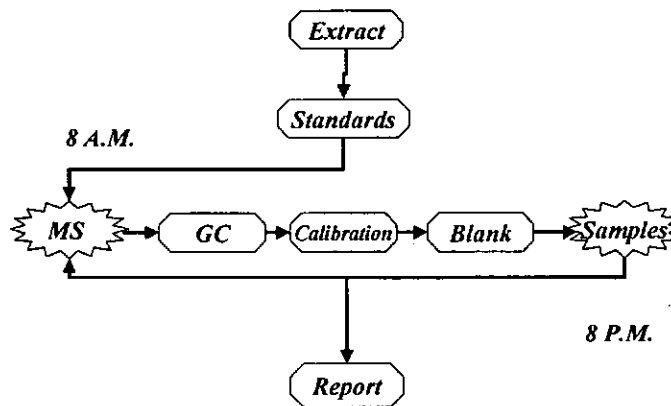 Extract
Standards
8 A.M.
MS
GC
Calibration
Blank
Samples
8 P.M.
Report